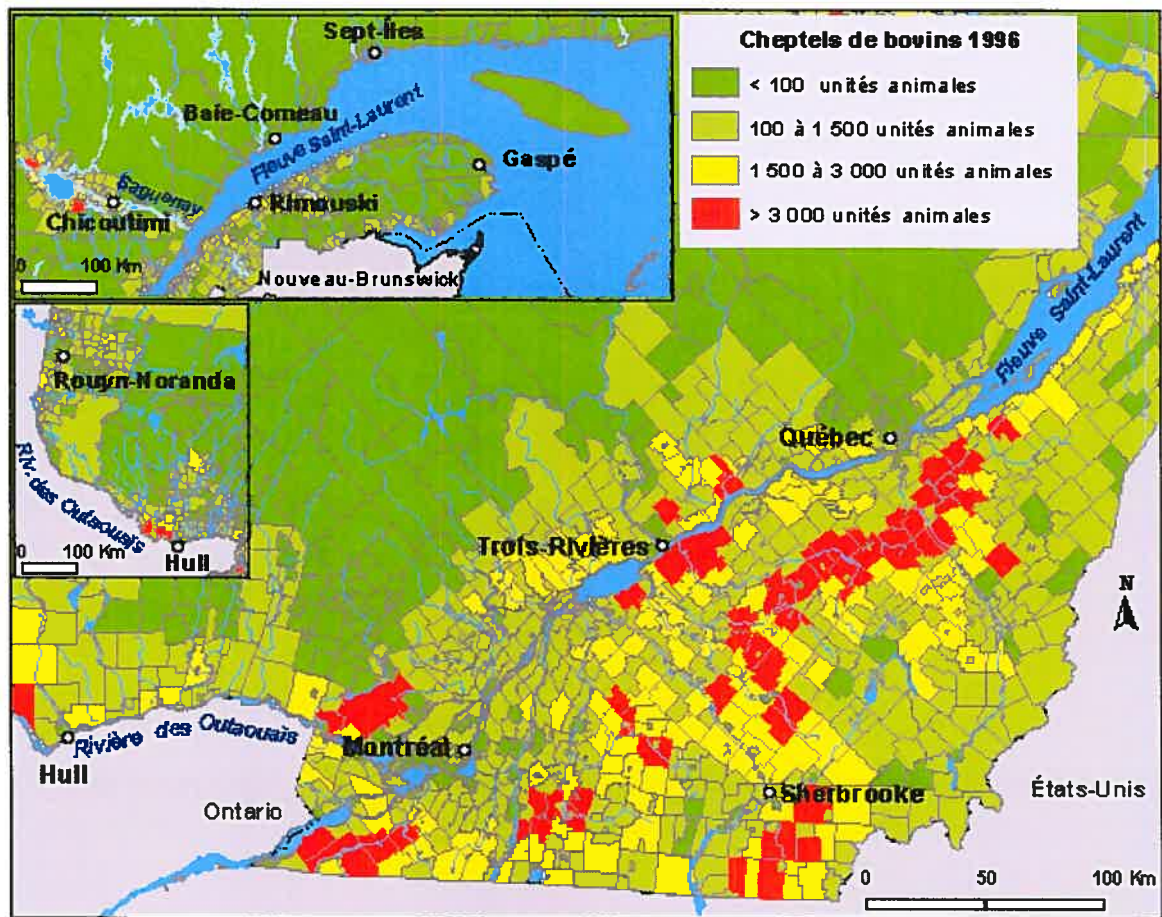 Sept-Îles
Baie-Comeau
Fleuve Saint-Laurent
Gaspé
Saguenay
Chicoutimi
Rimouski
0 100 Km
Nouveau-Brunswick
Cheptels de bovins 1996
< 100 unités animales
100 à 1 500 unités animales
1 500 à 3 000 unités animales
> 3 000 unités animales
Rouyn-Noranda
Riv. des Outaouais
0 100 Km
Hull
Fleuve Saint-Laurent
Québec
Trois-Rivières
N
Rivière des Outaouais
Hull
Montréal
Ontario
Sherbrooke
États-Unis
0 50 100 Km